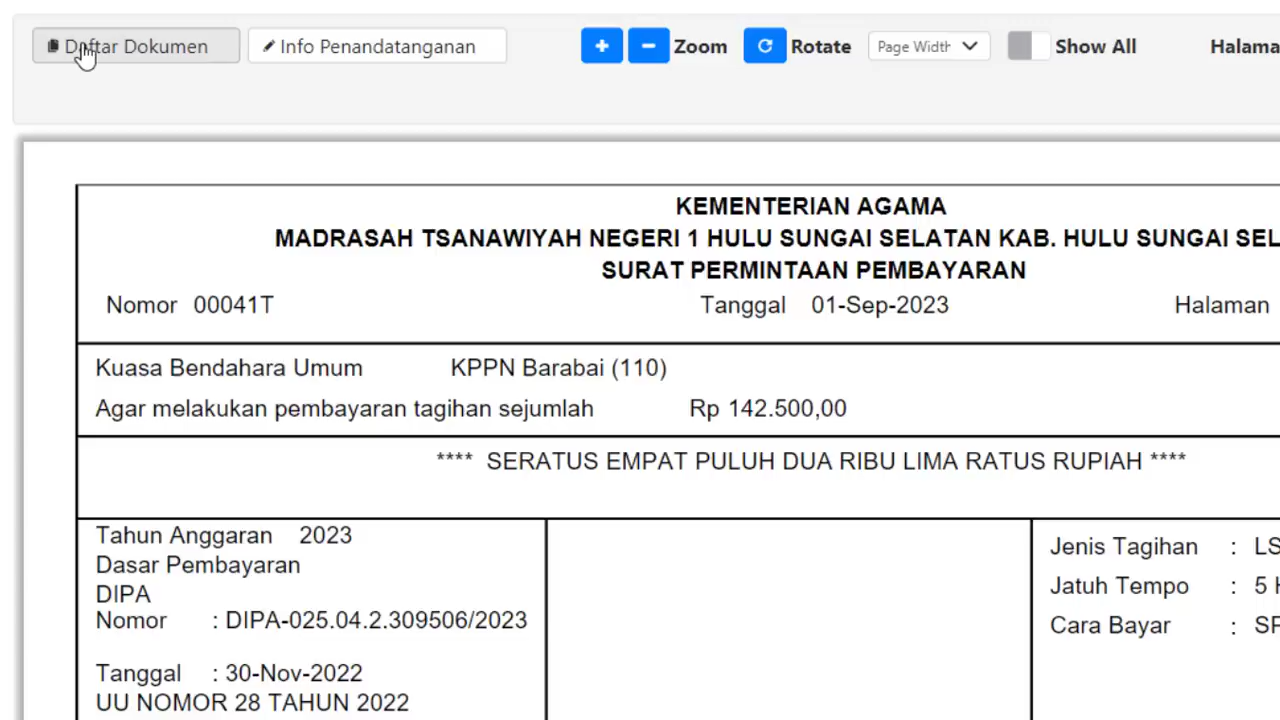 Daftar Dokumen Info Penandatanganan + − Zoom Rotate Page Width Show All
KEMENTERIAN AGAMA
MADRASAH TSANAWIYAH NEGERI 1 HULU SUNGAI SELATAN KAB. HULU SUNGAI SEL
SURAT PERMINTAAN PEMBAYARAN
Nomor 00041T Tanggal 01-Sep-2023 Halaman
Kuasa Bendahara Umum KPPN Barabai (110)
Agar melakukan pembayaran tagihan sejumlah Rp 142.500,00
**** SERATUS EMPAT PULUH DUA RIBU LIMA RATUS RUPIAH ****
Tahun Anggaran 2023
Dasar Pembayaran
DIPA
Nomor : DIPA-025.04.2.309506/2023
Tanggal : 30-Nov-2022
UU NOMOR 28 TAHUN 2022
Jenis Tagihan : LS
Jatuh Tempo : 5
Cara Bayar :